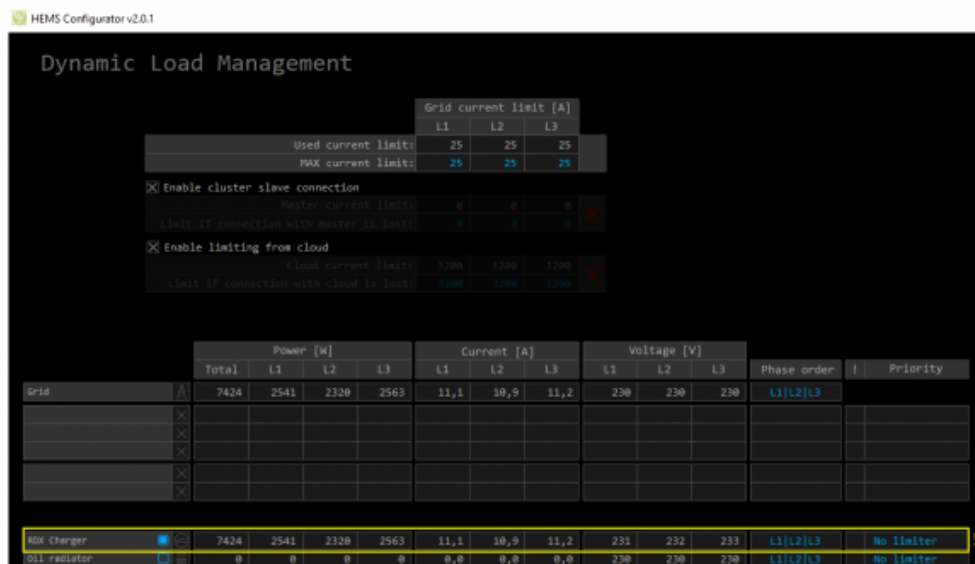 HEMS Configurator v2.0.1
Dynamic Load Management
Grid current limit [A]
L1 L2 L3
Used current limit: 25 25 25
MAX current limit: 25 25 25
Enable cluster slave connection
Master current limit: 0 0 0
Limit if connection with master is lost: 0 0 0
Enable limiting from cloud
Cloud current limit: 3200 3200 3200
Limit if connection with cloud is lost: 3200 3200 3200
Power [W] Current [A] Voltage [V]
Total L1 L2 L3 L1 L2 L3 L1 L2 L3 Phase order ! Priority
Grid 7424 2541 2320 2563 11,1 10,9 11,2 230 230 230 L1|L2|L3
RDX Charger 7424 2541 2320 2563 11,1 10,9 11,2 231 232 233 L1|L2|L3 No limiter
Oil radiator 0 0 0 0 0,0 0,0 0,0 230 230 230 L1|L2|L3 No limiter